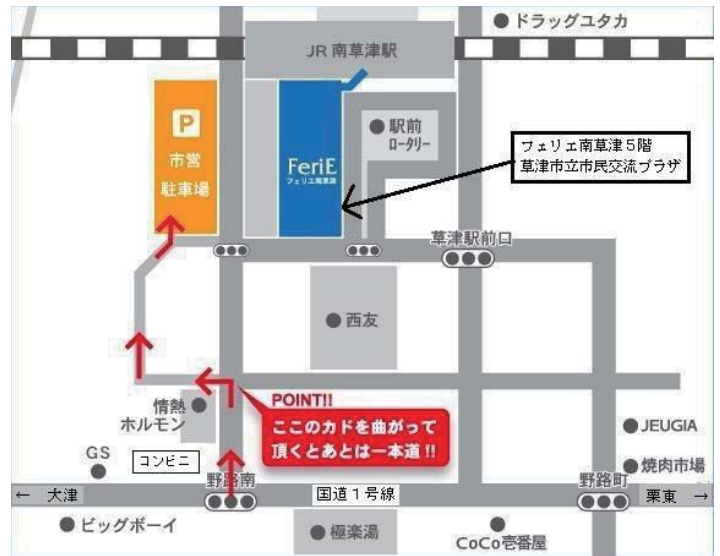 ドラッグユタカ
JR 南草津駅
P
市営
駐車場
FeriE
フェリエ南草津
駅前
ロータリー
フェリエ南草津5階
草津市立市民交流プラザ
草津駅前口
西友
POINT!!
ここのカドを曲がって
頂くとあとは一本道!!
情熱
ホルモン
JEUGIA
GS
コンビニ
焼肉市場
野路南
野路町
← 大津
国道1号線
栗東 →
ビッグボーイ
極楽湯
CoCo壱番屋